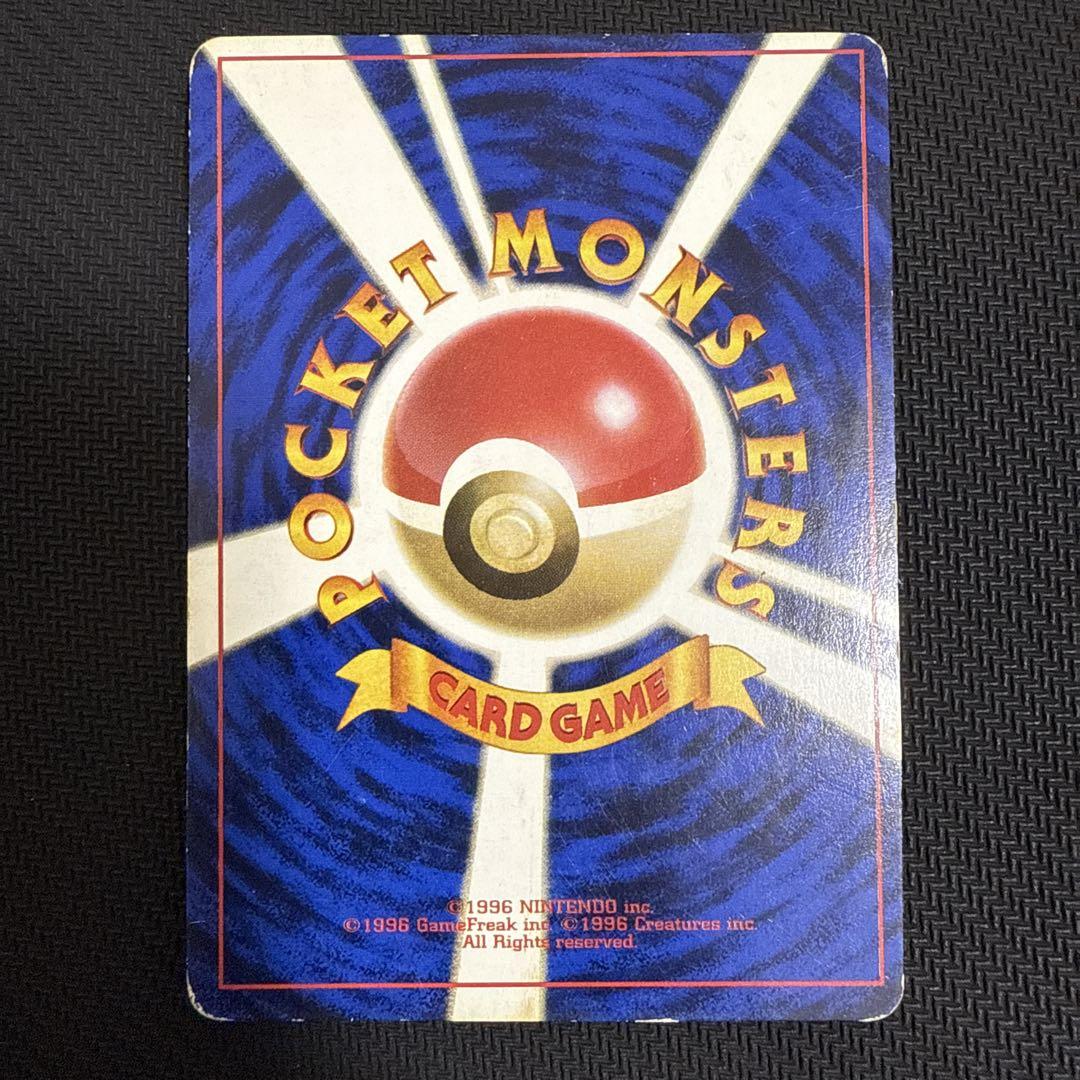 POCKET MONSTERS
CARD GAME
©1996 NINTENDO inc.
©1996 GameFreak inc. ©1996 Creatures inc.
All Rights reserved.